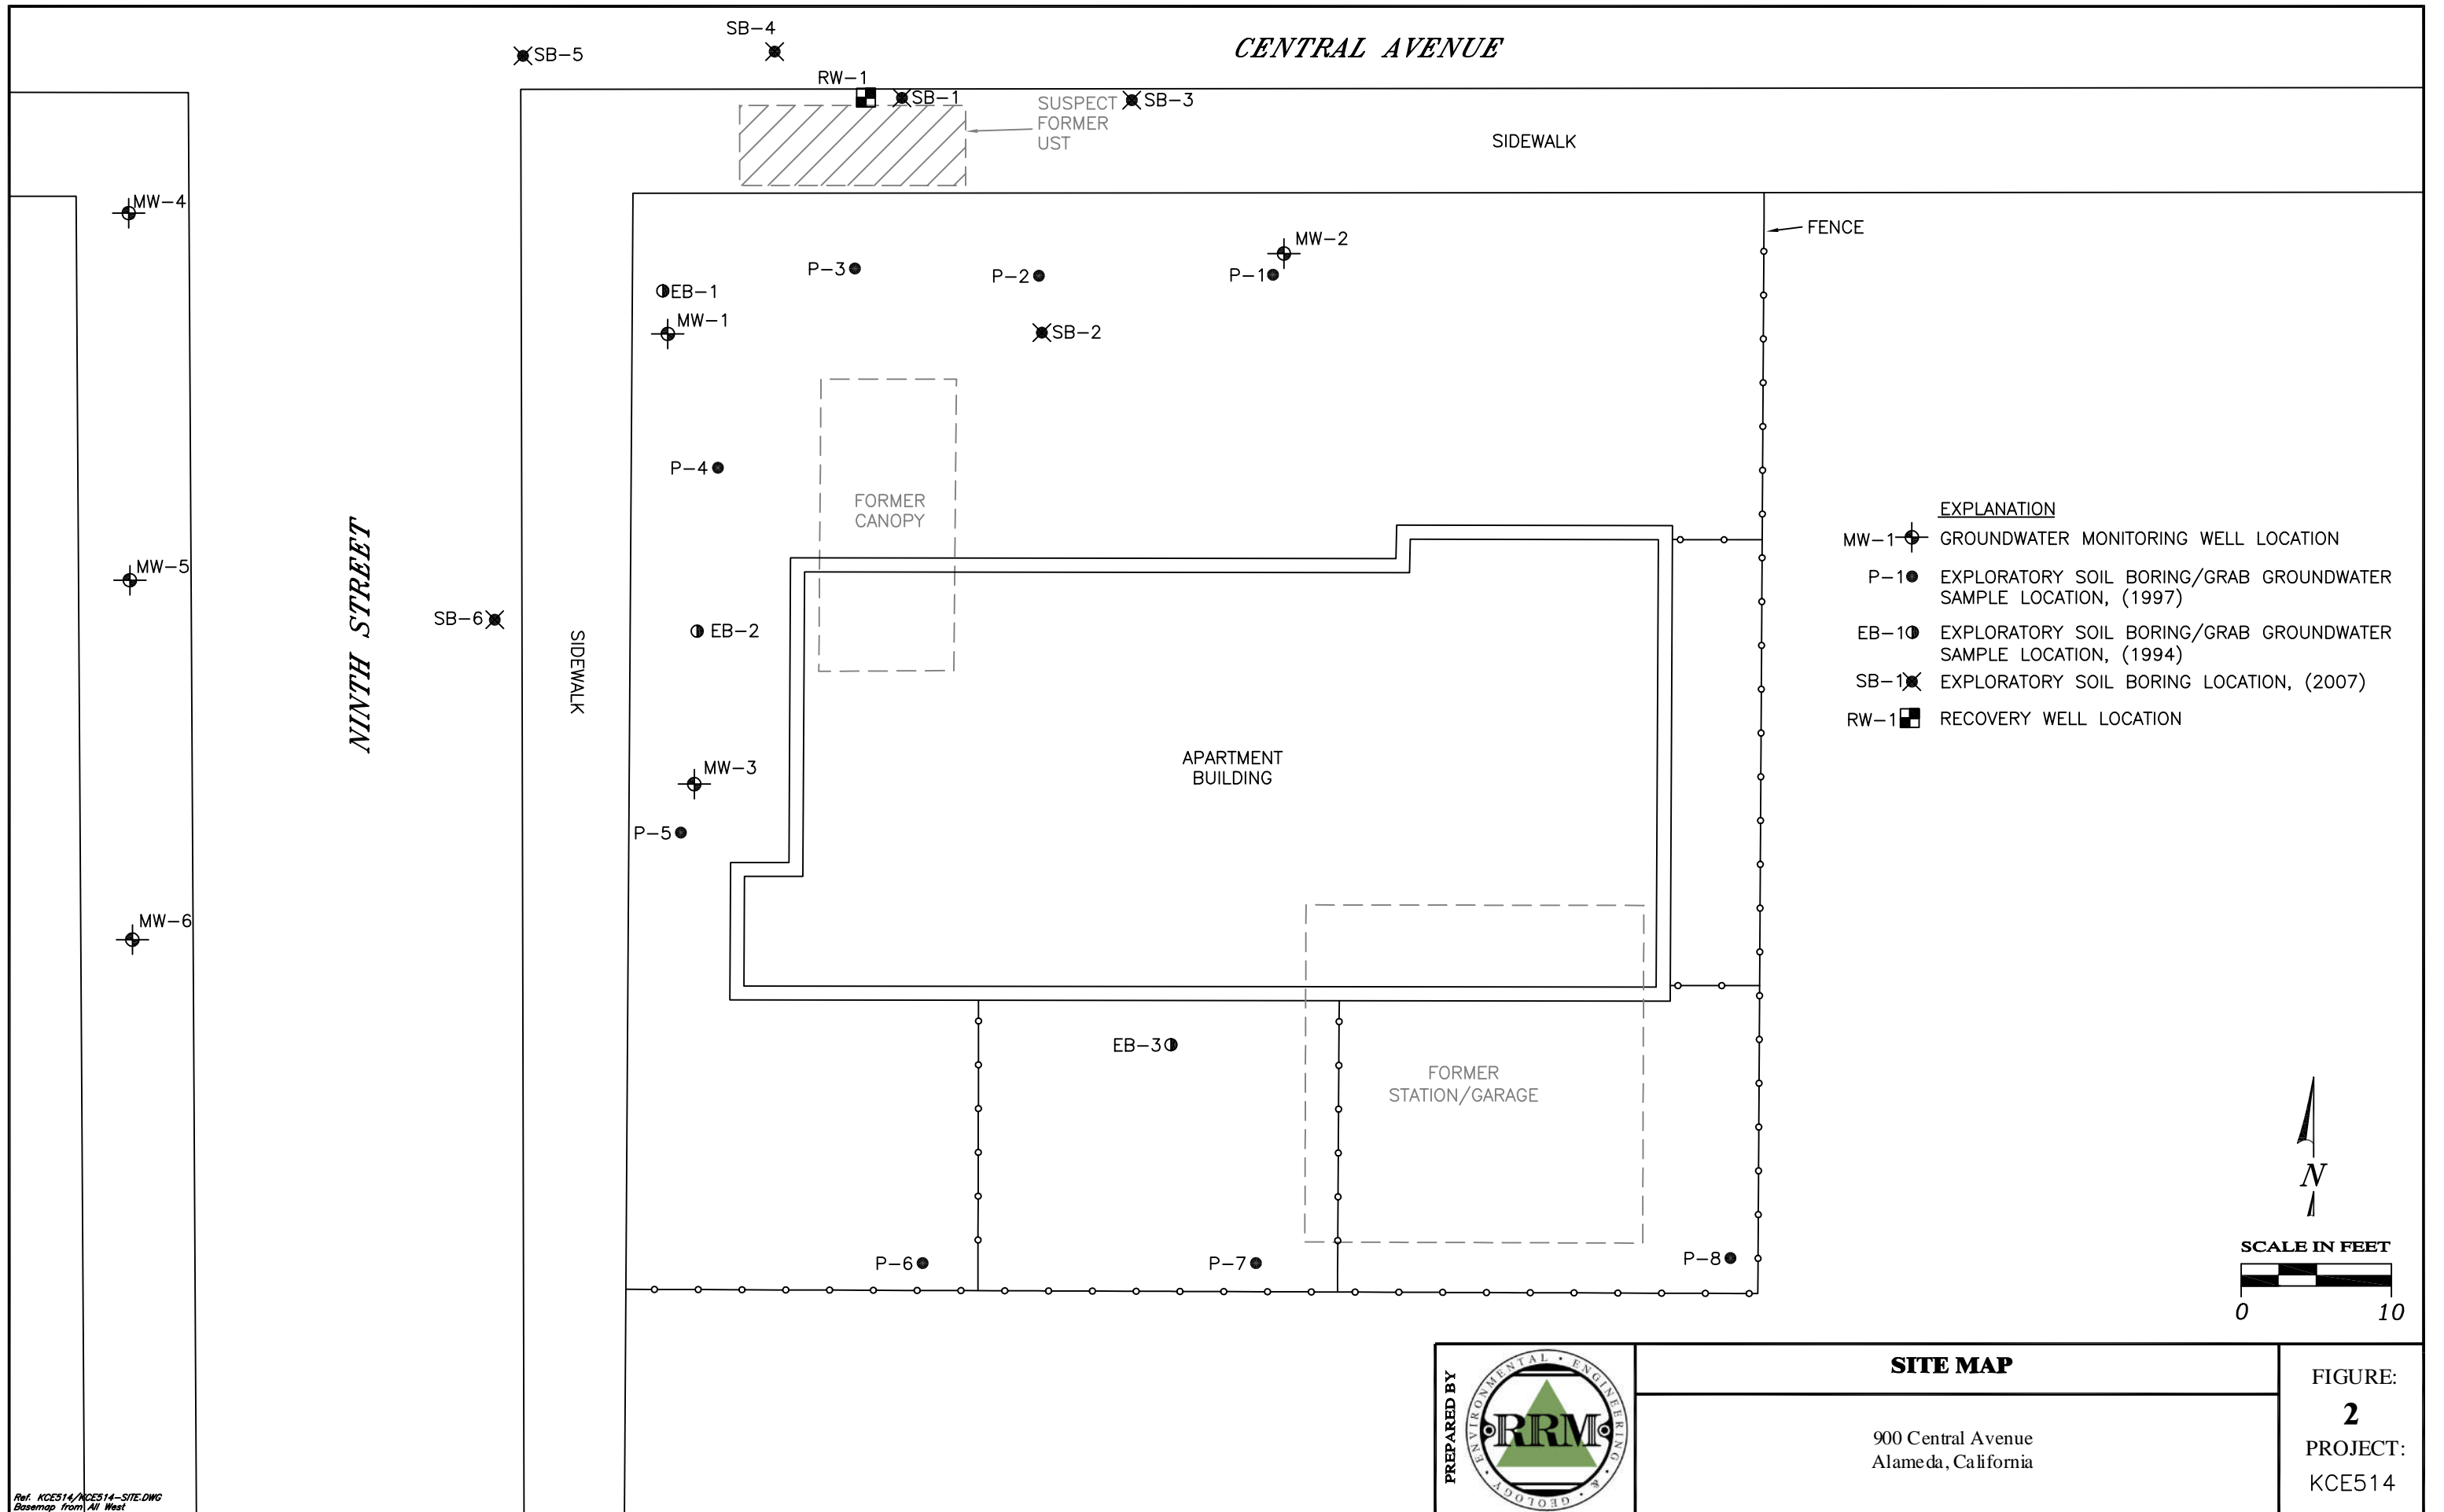 SB-4
SB-5
CENTRAL AVENUE
RW-1
SB-1
SUSPECT
FORMER
UST
SB-3
SIDEWALK
MW-4
FENCE
MW-2
P-3
P-2
P-1
EB-1
MW-1
SB-2
P-4
FORMER
CANOPY
NINTH STREET
MW-5
SB-6
SIDEWALK
EB-2
MW-3
P-5
APARTMENT
BUILDING
MW-6
EB-3
FORMER
STATION/GARAGE
P-6
P-7
P-8
EXPLANATION
MW-1 GROUNDWATER MONITORING WELL LOCATION
P-1 EXPLORATORY SOIL BORING/GRAB GROUNDWATER
SAMPLE LOCATION, (1997)
EB-1 EXPLORATORY SOIL BORING/GRAB GROUNDWATER
SAMPLE LOCATION, (1994)
SB-1 EXPLORATORY SOIL BORING LOCATION, (2007)
RW-1 RECOVERY WELL LOCATION
N
SCALE IN FEET
0 10
PREPARED BY
ENVIRONMENTAL • ENGINEERING • & GEOLOGY •
RRM
SITE MAP
900 Central Avenue
Alameda, California
FIGURE:
2
PROJECT:
KCE514
Ref. KCE514/KCE514-SITE.DWG
Basemap from All West